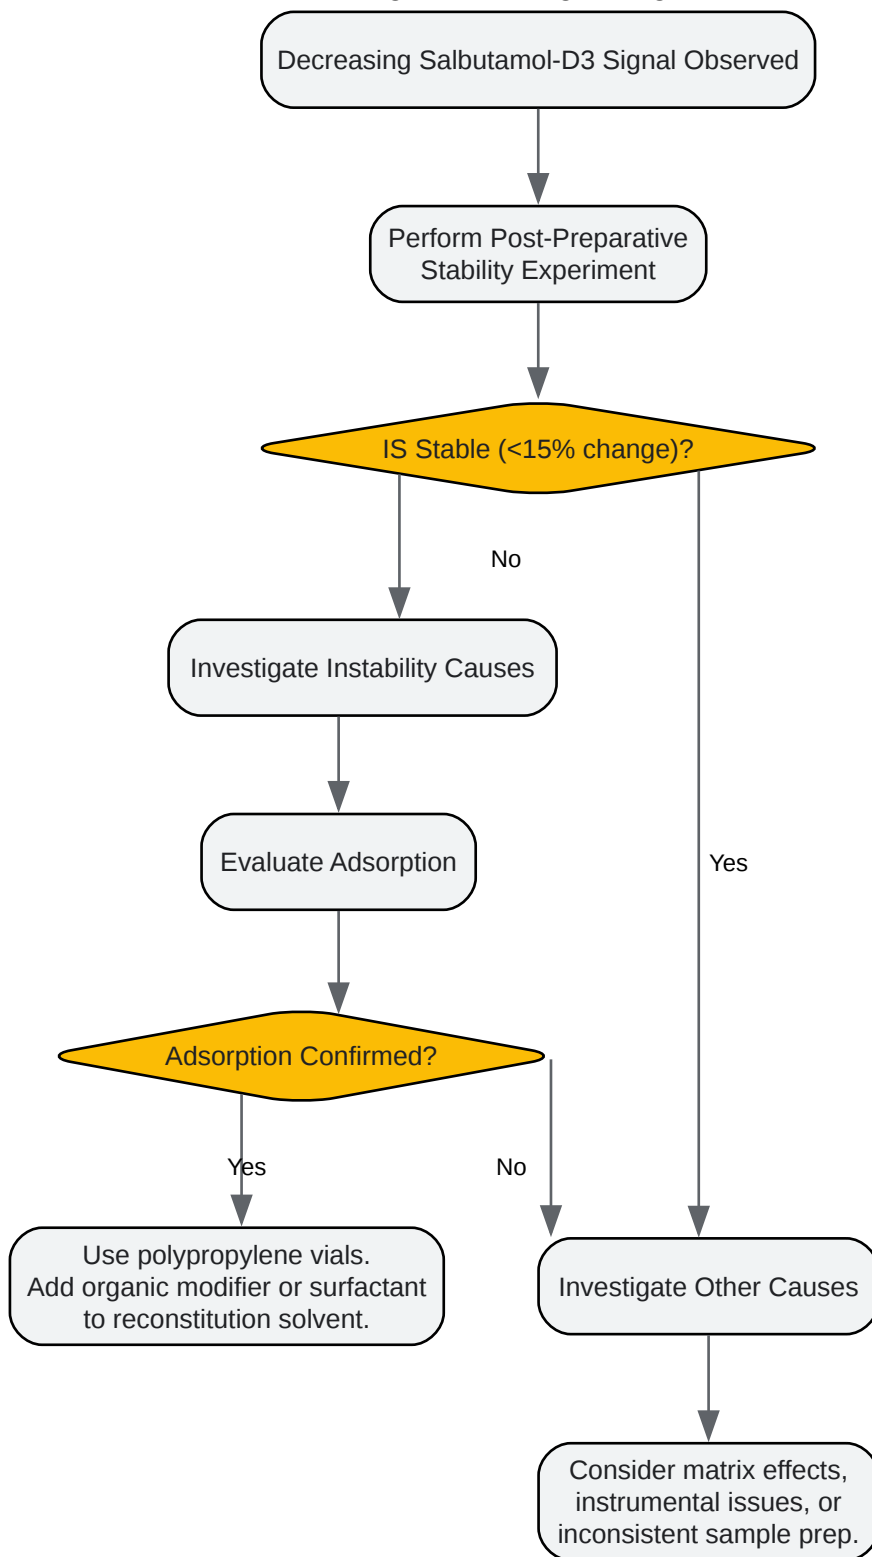 Decreasing Salbutamol-D3 Signal Observed
Perform Post-Preparative
Stability Experiment
IS Stable (<15% change)?
No
Investigate Instability Causes
Evaluate Adsorption
Yes
Adsorption Confirmed?
Yes
No
Use polypropylene vials.
Add organic modifier or surfactant
to reconstitution solvent.
Investigate Other Causes
Consider matrix effects,
instrumental issues, or
inconsistent sample prep.